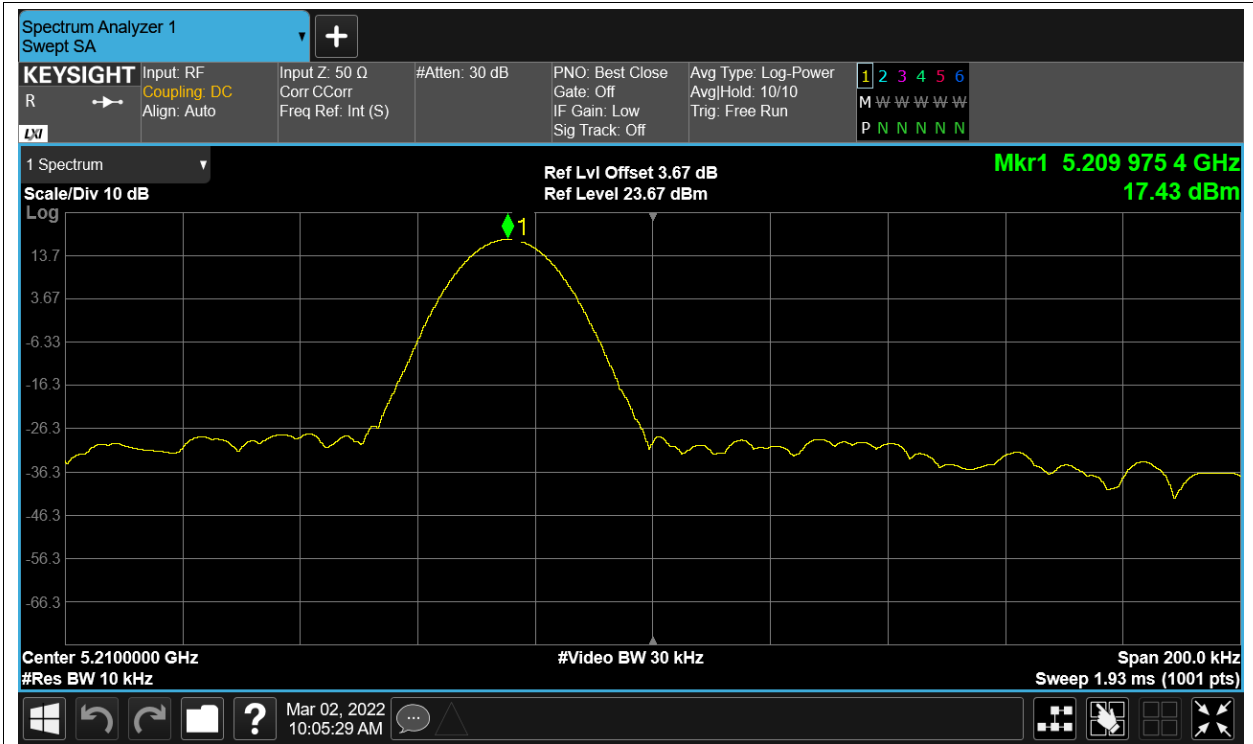 Spectrum Analyzer 1
Swept SA
KEYSIGHT
R
LXI
Input: RF
Coupling: DC
Align: Auto
Input Z: 50 Ω
Corr CCorr
Freq Ref: Int (S)
#Atten: 30 dB
PNO: Best Close
Gate: Off
IF Gain: Low
Sig Track: Off
Avg Type: Log-Power
Avg|Hold: 10/10
Trig: Free Run
1 2 3 4 5 6
M W W W W W
P N N N N N
1 Spectrum
Scale/Div 10 dB
Log
Ref Lvl Offset 3.67 dB
Ref Level 23.67 dBm
Mkr1 5.209 975 4 GHz
17.43 dBm
1
13.7
3.67
-6.33
-16.3
-26.3
-36.3
-46.3
-56.3
-66.3
Center 5.2100000 GHz
#Res BW 10 kHz
#Video BW 30 kHz
Span 200.0 kHz
Sweep 1.93 ms (1001 pts)
?
Mar 02, 2022
10:05:29 AM